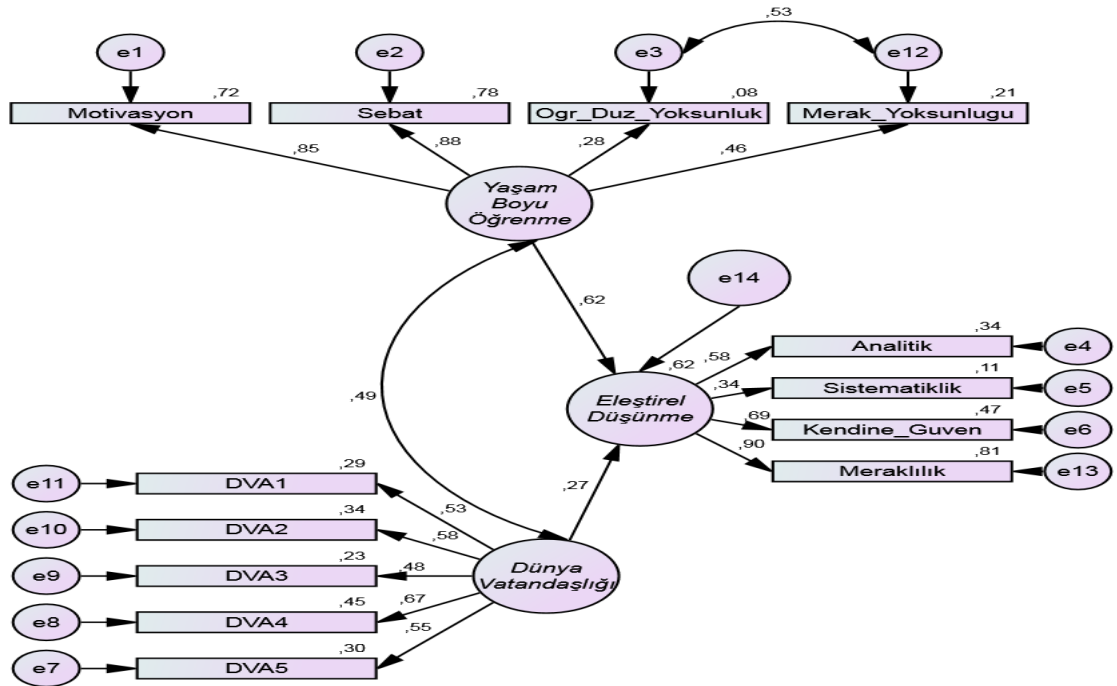 ,53
e1 e2 e3 e12
,72 ,78 ,08 ,21
Motivasyon Sebat Ogr_Duz_Yoksunluk Merak_Yoksunlugu
,85 ,88 ,28 ,46
Yaşam
Boyu
Öğrenme
e14
,62
,49
,62
Eleştirel
Düşünme
,58 ,34
Analitik e4
,34 ,11
Sistematiklik e5
,69 ,47
Kendine_Guven e6
,90 ,81
Meraklılık e13
,27
,29
e11 DVA1 ,53
,34
e10 DVA2 ,58
,23
e9 DVA3 ,48
Dünya
Vatandaşlığı
,45
e8 DVA4 ,67
,30
e7 DVA5 ,55